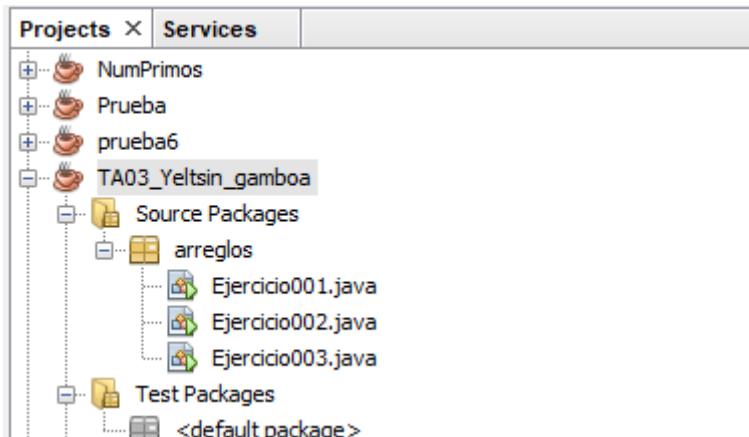 Projects × Services
NumPrimos
Prueba
prueba6
TA03_Yeltsin_gamboa
Source Packages
arreglos
Ejercicio001.java
Ejercicio002.java
Ejercicio003.java
Test Packages
<default package>